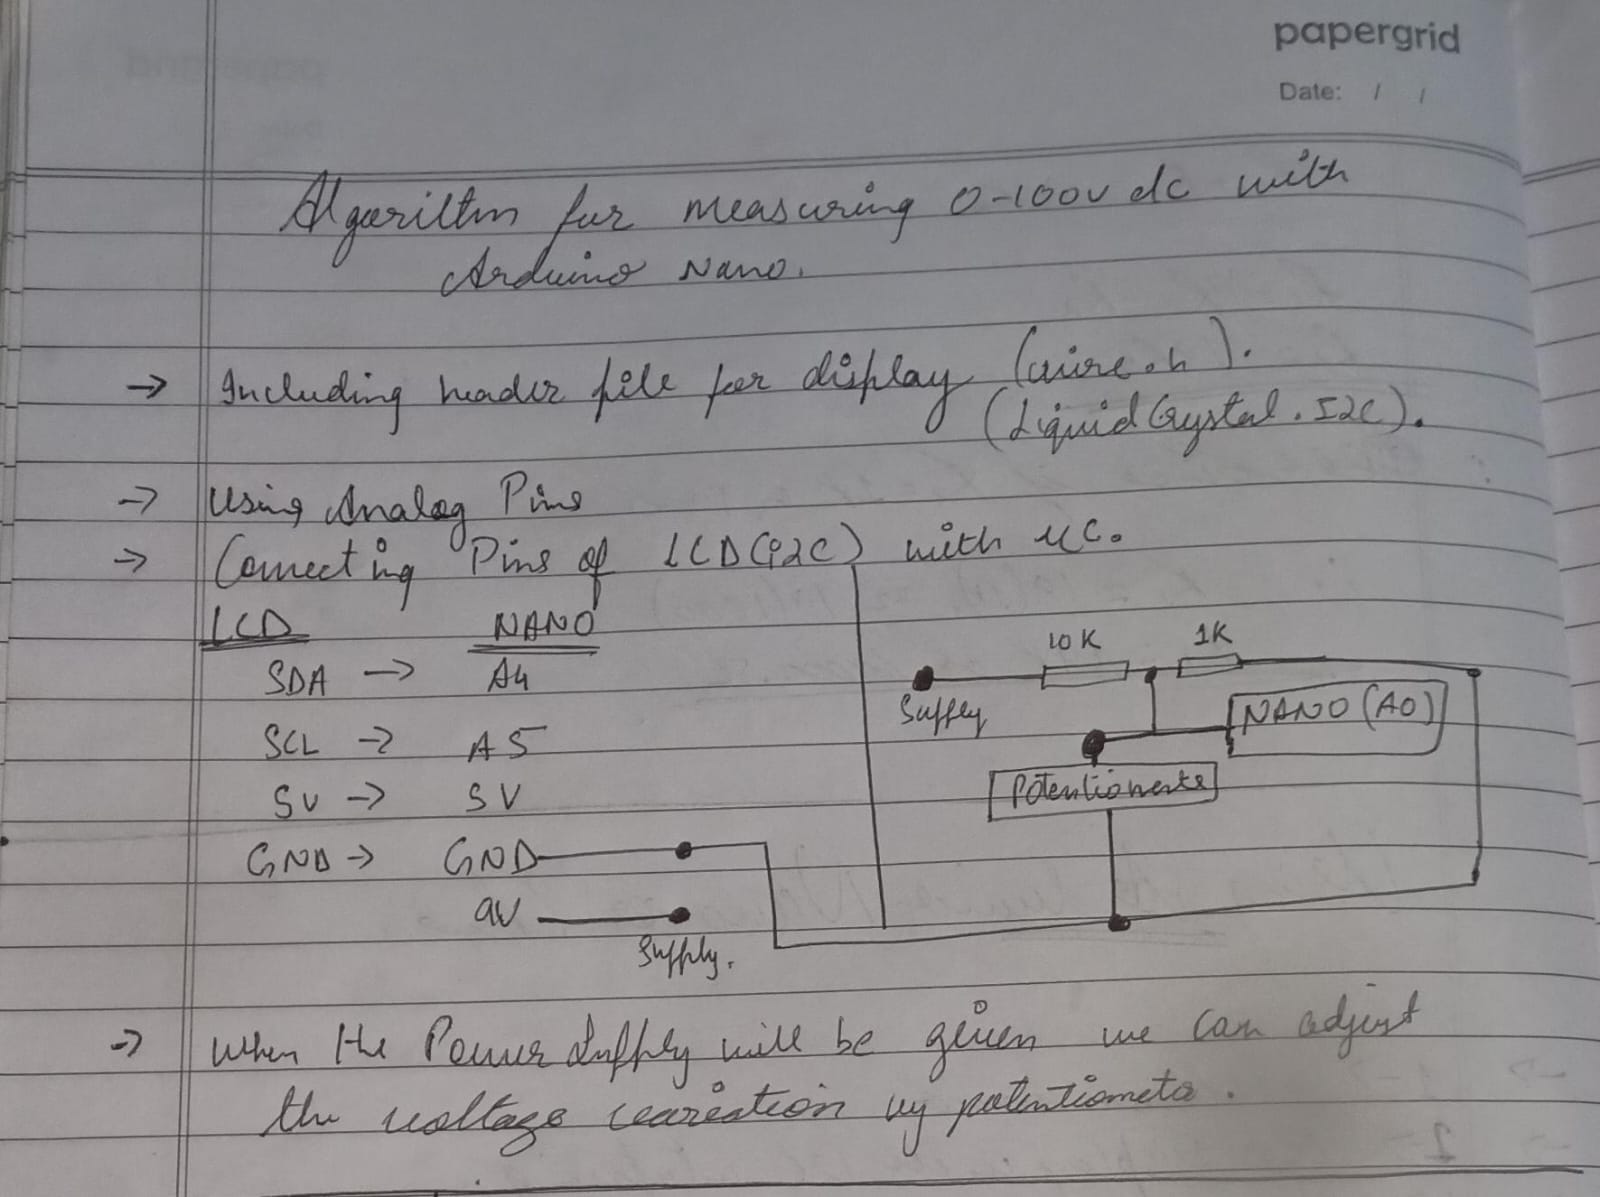 papergrid
Date: / /
Algorithm for measuring 0-100v dc with
Arduino Nano.
→ Including header file for display (wire.h).
(Liquid Crystal. I2C).
→ Using Analog Pins
→ Connecting Pins of LCD(i2C) with uC.
LCD NANO
SDA → A4
SCL → A5
5V → 5V
GND → GND
9V
Supply.
10K 1K
Supply
NANO (A0)
Potentiometer
→ When the Power Supply will be given we can adjust
the voltage variation by potentiometer.